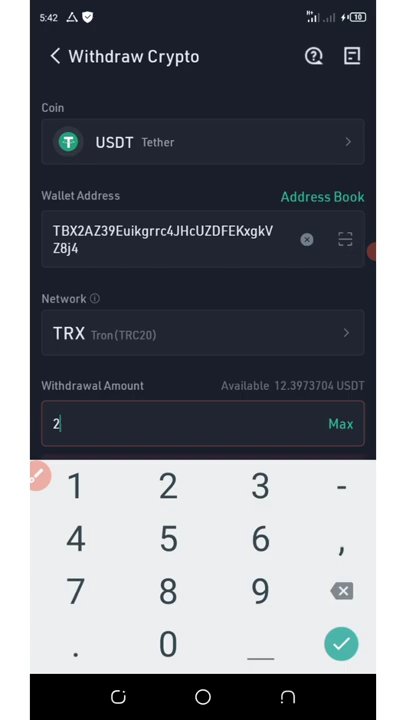 5:42
10
Withdraw Crypto
Coin
USDT Tether
Wallet Address Address Book
TBX2AZ39Euikgrrc4JHcUZDFEKxgkV
Z8j4
Network
TRX Tron(TRC20)
Withdrawal Amount Available 12.3973704 USDT
2 Max
1 2 3 -
4 5 6 ,
7 8 9
. 0 _